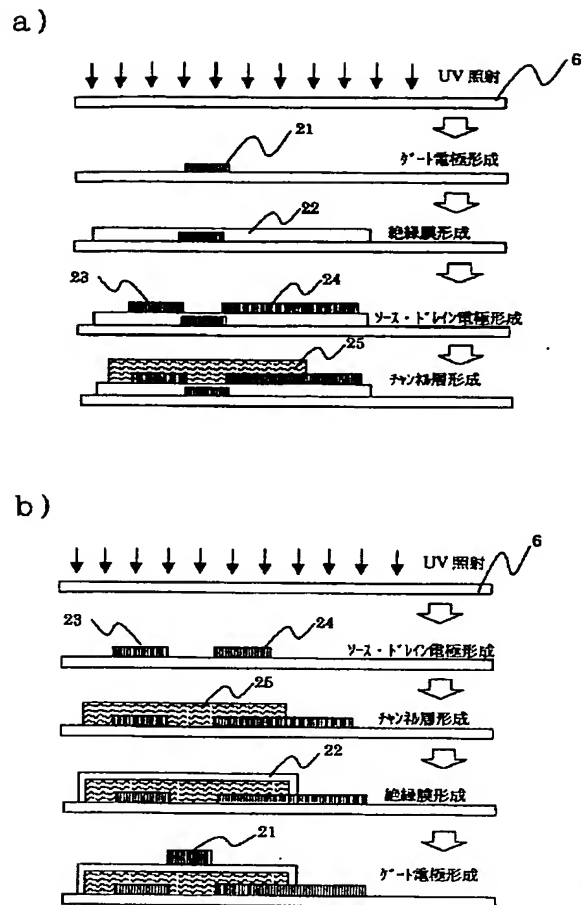 a)
6
UV 照射
21
ゲート電極形成
22
絶縁膜形成
23
24
ソース・ドレイン電極形成
25
チャンネル層形成
b)
6
UV 照射
23
24
ソース・ドレイン電極形成
25
チャンネル層形成
22
絶縁膜形成
21
ゲート電極形成